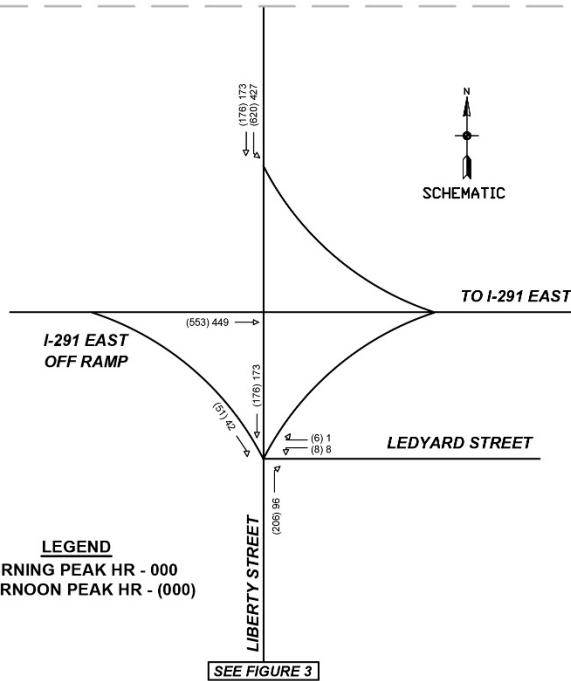 (176) 173
(620) 427
N
SCHEMATIC
TO I-291 EAST
(553) 449
I-291 EAST
OFF RAMP
(176) 173
(51) 42
(6) 1
(8) 8
LEDYARD STREET
(206) 96
LEGEND
RNING PEAK HR - 000
RNOON PEAK HR - (000)
LIBERTY STREET
SEE FIGURE 3